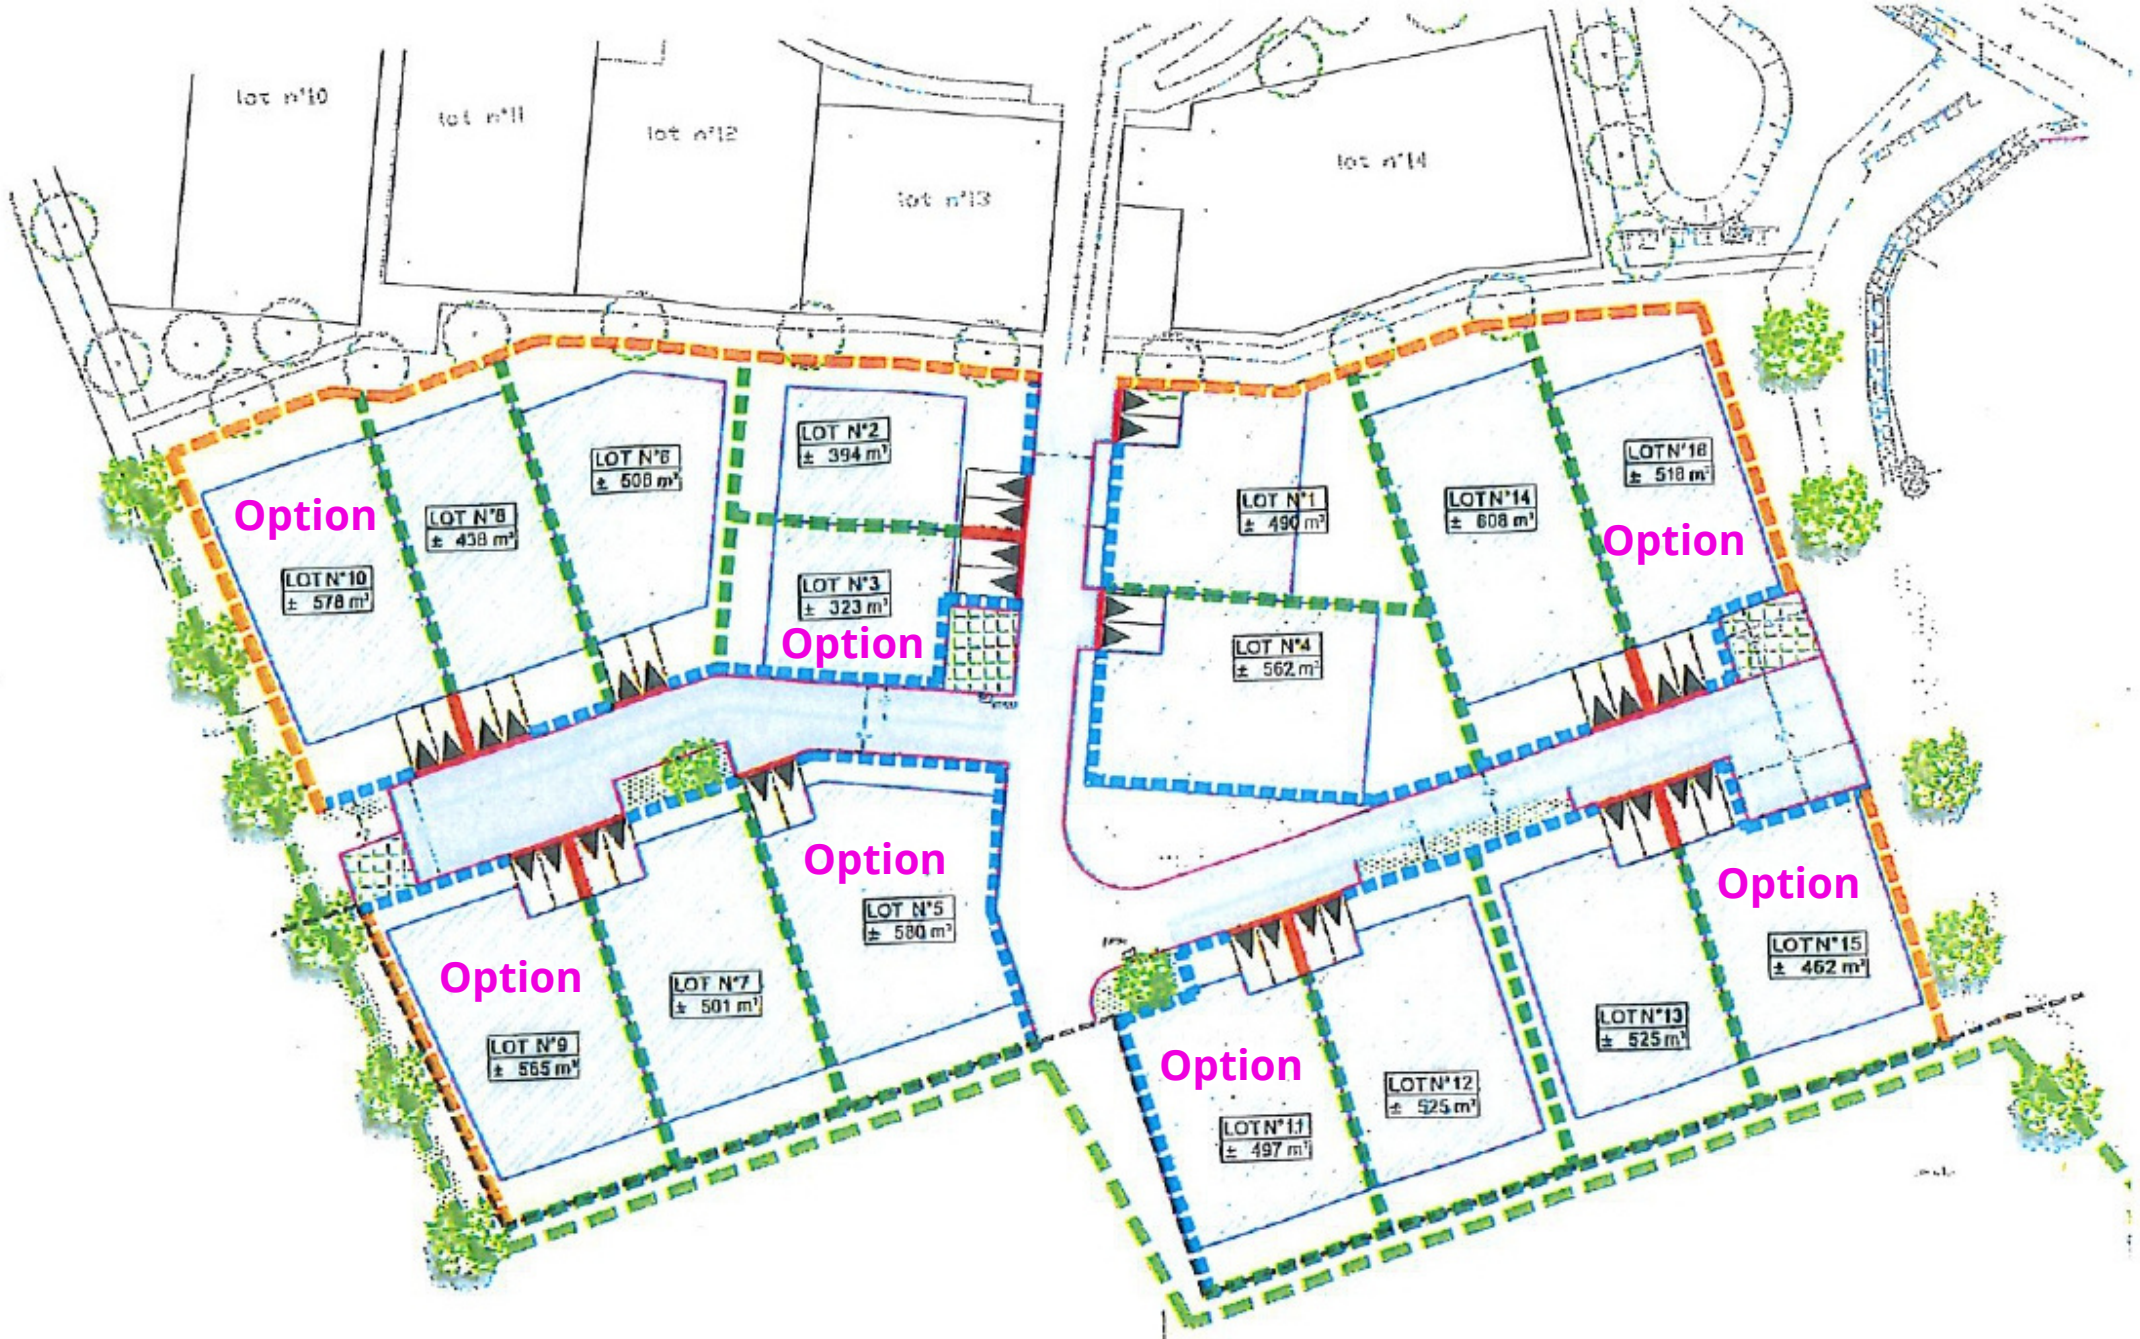 lot n°10
lot n°11
lot n°12
lot n°13
lot n°14
LOT N°2
± 394 m²
LOT N°6
± 508 m²
LOT N°16
± 518 m²
Option
LOT N°8
± 438 m²
LOT N°1
± 490 m²
LOT N°14
± 608 m²
Option
LOT N°10
± 578 m²
LOT N°3
± 323 m²
Option
LOT N°4
± 562 m²
Option
LOT N°5
± 580 m²
Option
LOT N°15
± 462 m²
Option
LOT N°7
± 501 m²
LOT N°9
± 565 m²
LOT N°13
± 525 m²
Option
LOT N°12
± 525 m²
LOT N°11
± 497 m²